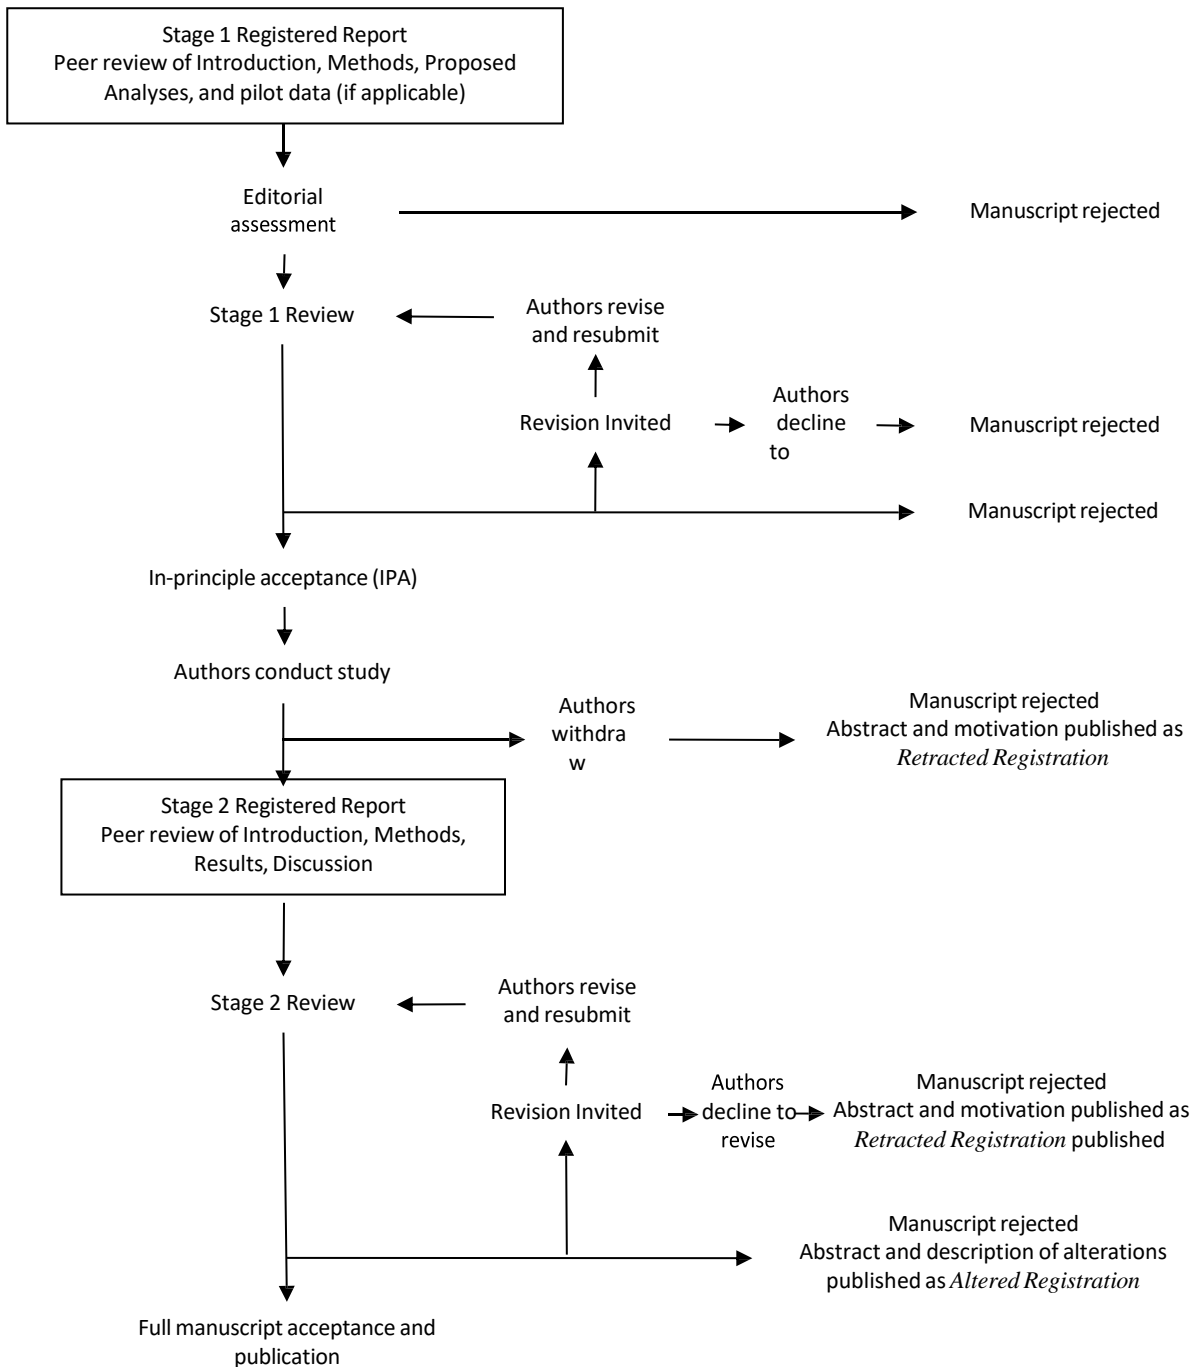 Stage 1 Registered Report
Peer review of Introduction, Methods, Proposed
Analyses, and pilot data (if applicable)
Editorial
assessment
Manuscript rejected
Stage 1 Review
Authors revise
and resubmit
Revision Invited
Authors
decline
to
Manuscript rejected
Manuscript rejected
In-principle acceptance (IPA)
Authors conduct study
Authors
withdra
w
Manuscript rejected
Abstract and motivation published as
Retracted Registration
Stage 2 Registered Report
Peer review of Introduction, Methods,
Results, Discussion
Stage 2 Review
Authors revise
and resubmit
Revision Invited
Authors
decline to
revise
Manuscript rejected
Abstract and motivation published as
Retracted Registration published
Manuscript rejected
Abstract and description of alterations
published as Altered Registration
Full manuscript acceptance and
publication